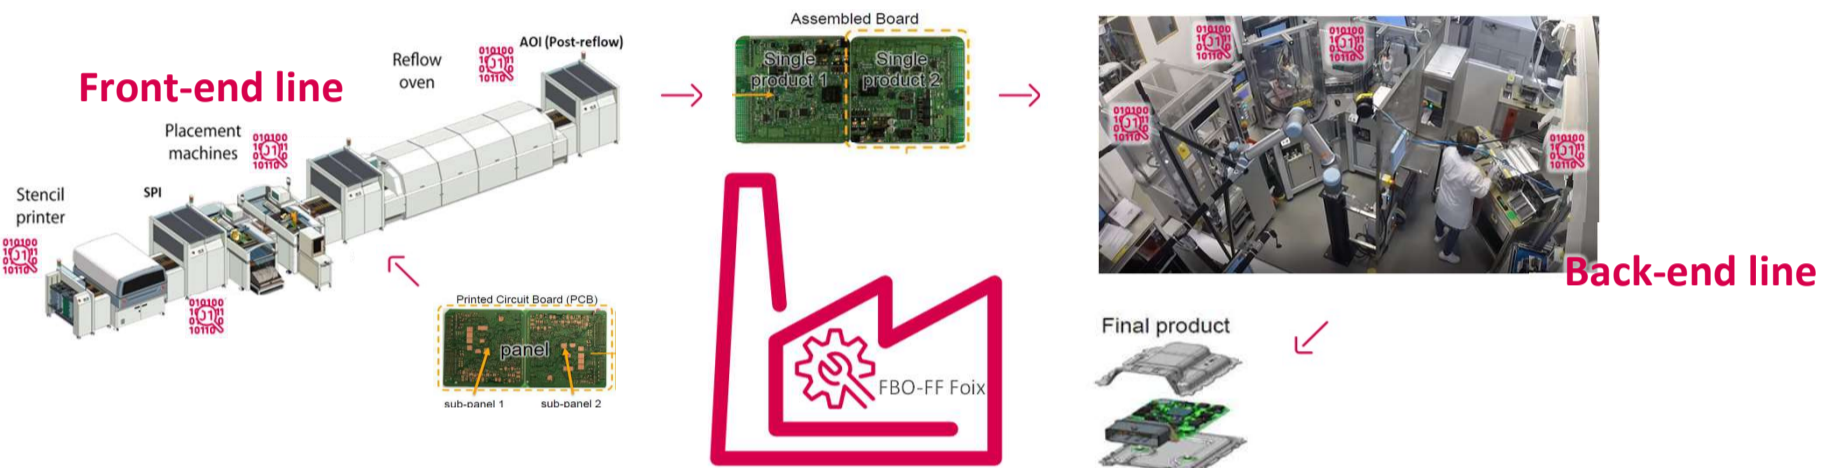 Front-end line
Stencil
printer
SPI
Placement
machines
Reflow
oven
AOI (Post-reflow)
Printed Circuit Board (PCB)
panel
sub-panel 1
sub-panel 2
Assembled Board
Single
product 1
Single
product 2
FBO-FF Foix
Back-end line
Final product